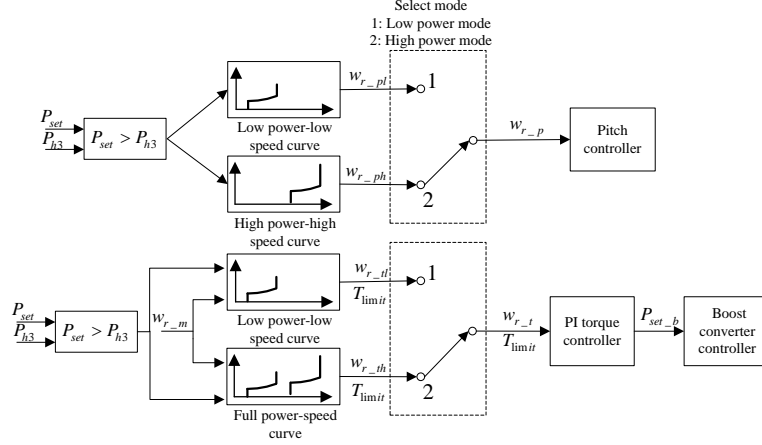 Select mode
1: Low power mode
2: High power mode
P_set
P_h3
P_set > P_h3
w_r_pl
1
Low power-low
speed curve
w_r_ph
2
High power-high
speed curve
w_r_p
Pitch
controller
P_set
P_h3
P_set > P_h3
w_r_m
w_r_tl
T_limit
1
Low power-low
speed curve
w_r_th
T_limit
2
Full power-speed
curve
w_r_t
T_limit
PI torque
controller
P_set_b
Boost
converter
controller